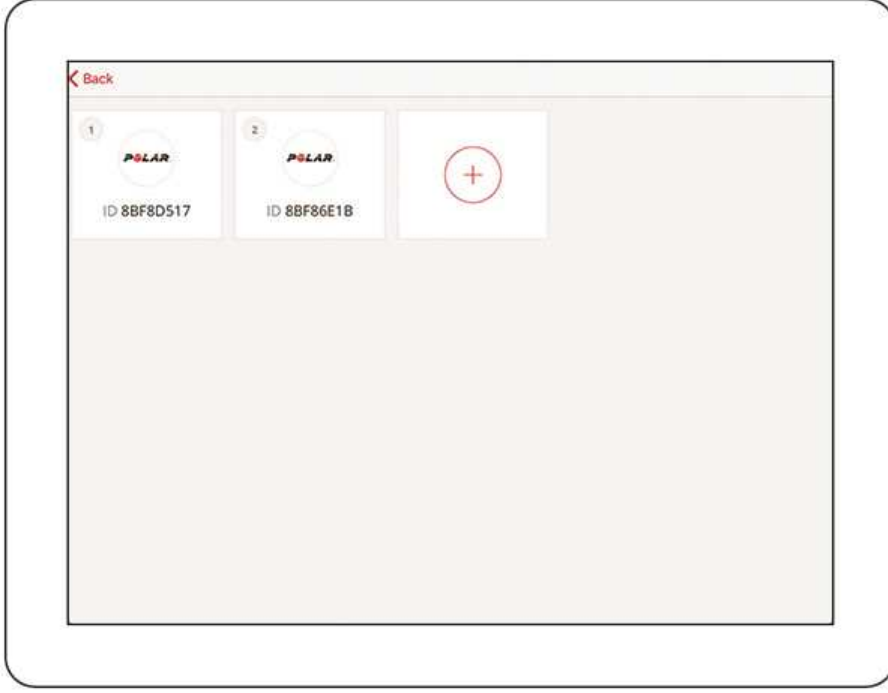 Back
1
POLAR
ID 8BF8D517
2
POLAR
ID 8BF86E1B